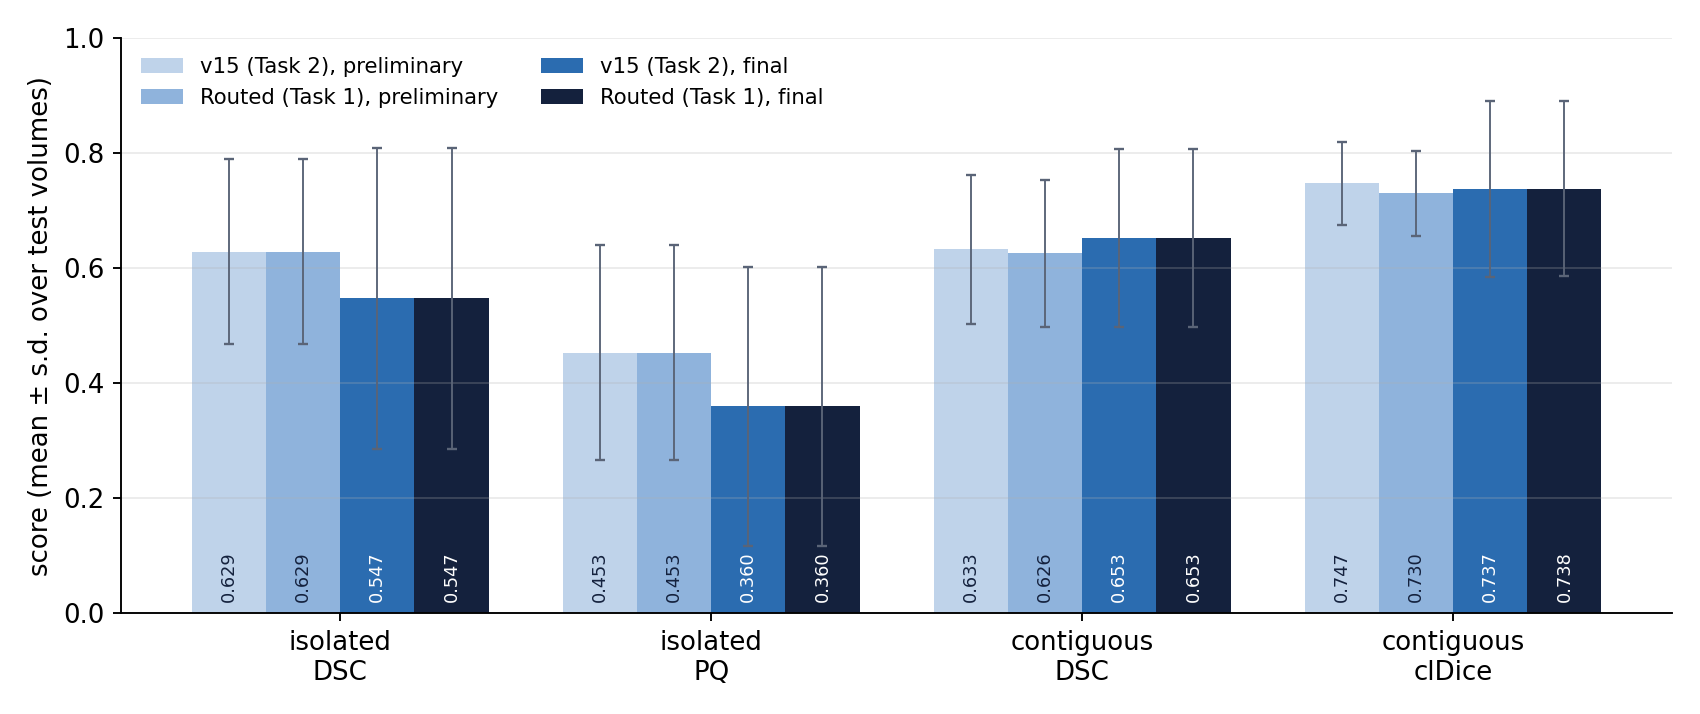 score (mean ± s.d. over test volumes)
1.0
0.8
0.6
0.4
0.2
0.0
v15 (Task 2), preliminary
Routed (Task 1), preliminary
v15 (Task 2), final
Routed (Task 1), final
0.629
0.629
0.547
0.547
0.453
0.453
0.360
0.360
0.633
0.626
0.653
0.653
0.747
0.730
0.737
0.738
isolated
DSC
isolated
PQ
contiguous
DSC
contiguous
clDice